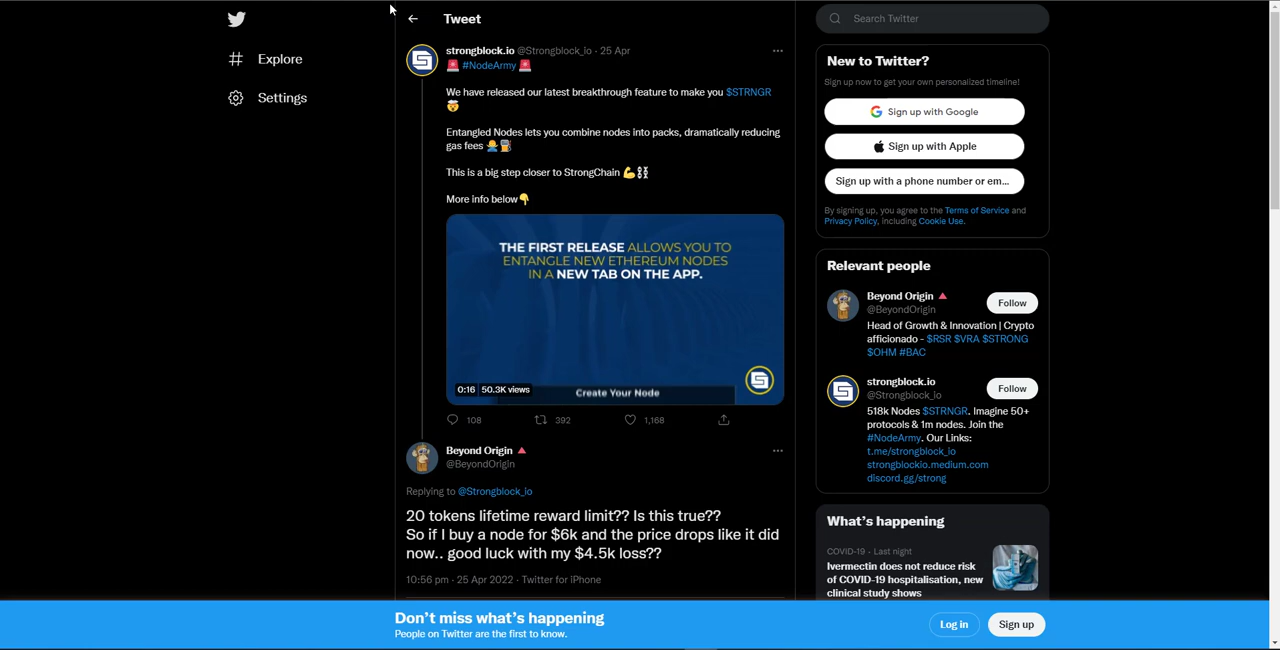 Explore
Settings
Tweet
strongblock.io @Strongblock_io · 25 Apr
🚨 #NodeArmy 🚨
We have released our latest breakthrough feature to make you $STRNGR
🤯
Entangled Nodes lets you combine nodes into packs, dramatically reducing
gas fees 🙍‍♂️⛽
This is a big step closer to StrongChain 💪⛓
More info below👇
THE FIRST RELEASE ALLOWS YOU TO
ENTANGLE NEW ETHEREUM NODES
IN A NEW TAB ON THE APP.
0:16 50.3K views
Create Your Node
108 392 1,168
Beyond Origin 🔺
@BeyondOrigin
Replying to @Strongblock_io
20 tokens lifetime reward limit?? Is this true??
So if I buy a node for $6k and the price drops like it did
now.. good luck with my $4.5k loss??
10:56 pm · 25 Apr 2022 · Twitter for iPhone
Search Twitter
New to Twitter?
Sign up now to get your own personalized timeline!
Sign up with Google
Sign up with Apple
Sign up with a phone number or em...
By signing up, you agree to the Terms of Service and
Privacy Policy, including Cookie Use.
Relevant people
Beyond Origin 🔺
@BeyondOrigin
Follow
Head of Growth & Innovation | Crypto
afficionado - $RSR $VRA $STRONG
$OHM #BAC
strongblock.io
@Strongblock_Io
Follow
518k Nodes $STRNGR. Imagine 50+
protocols & 1m nodes. Join the
#NodeArmy. Our Links:
t.me/strongblock_io
strongblockio.medium.com
discord.gg/strong
What's happening
COVID-19 · Last night
Ivermectin does not reduce risk
of COVID-19 hospitalisation, new
clinical study shows
Don't miss what's happening
People on Twitter are the first to know.
Log in
Sign up